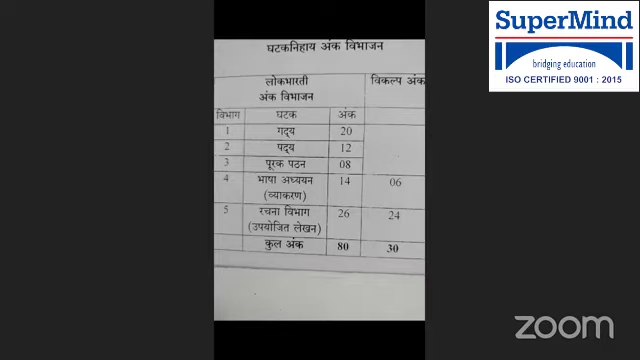 SuperMind
bridging education
ISO CERTIFIED 9001 : 2015
घटकनिहाय अंक विभाजन
लोकभारती विकल्प अंक
अंक विभाजन
विभाग घटक अंक
1 गद्य 20
2 पद्य 12
3 पूरक पठन 08
4 भाषा अध्ययन 14 06
(व्याकरण)
5 रचना विभाग 26 24
(उपयोजित लेखन)
कुल अंक 80 30
zoom